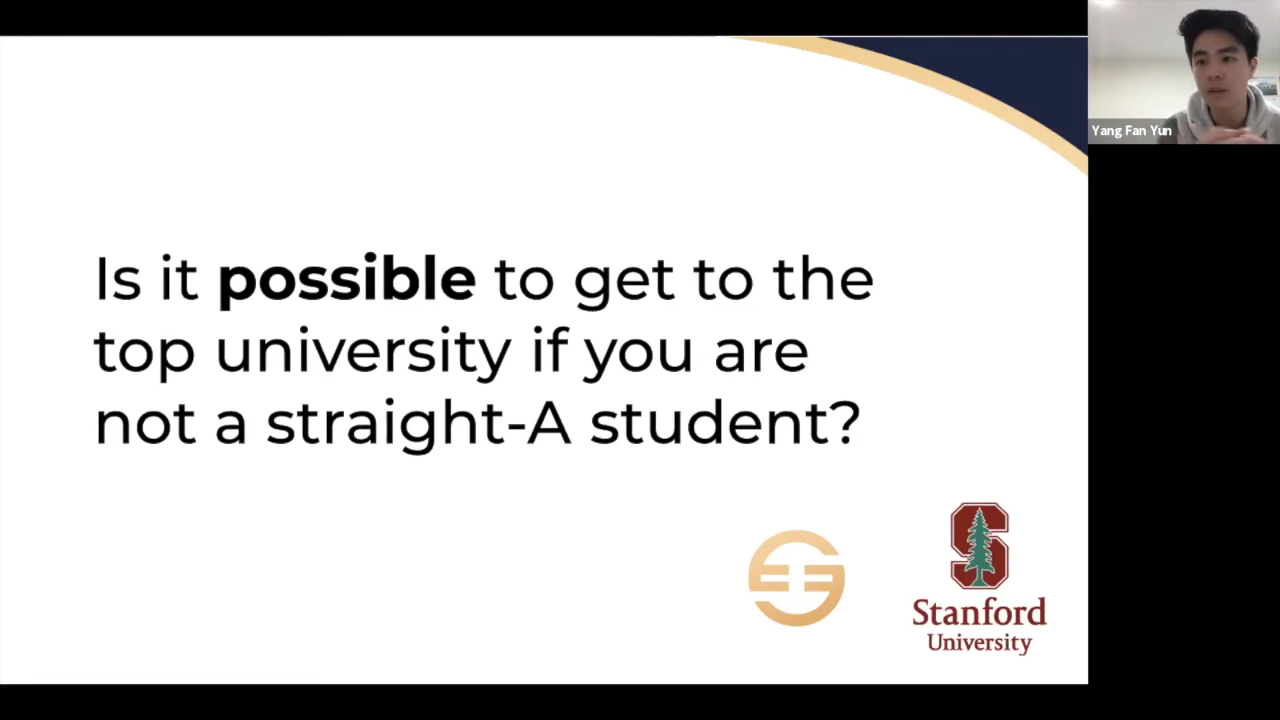 Yang Fan Yun
Is it possible to get to the
top university if you are
not a straight-A student?
Stanford
University